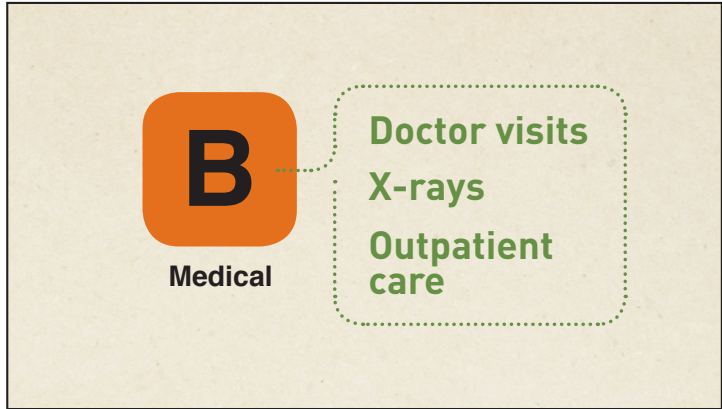 B
Medical
Doctor visits
X-rays
Outpatient
care